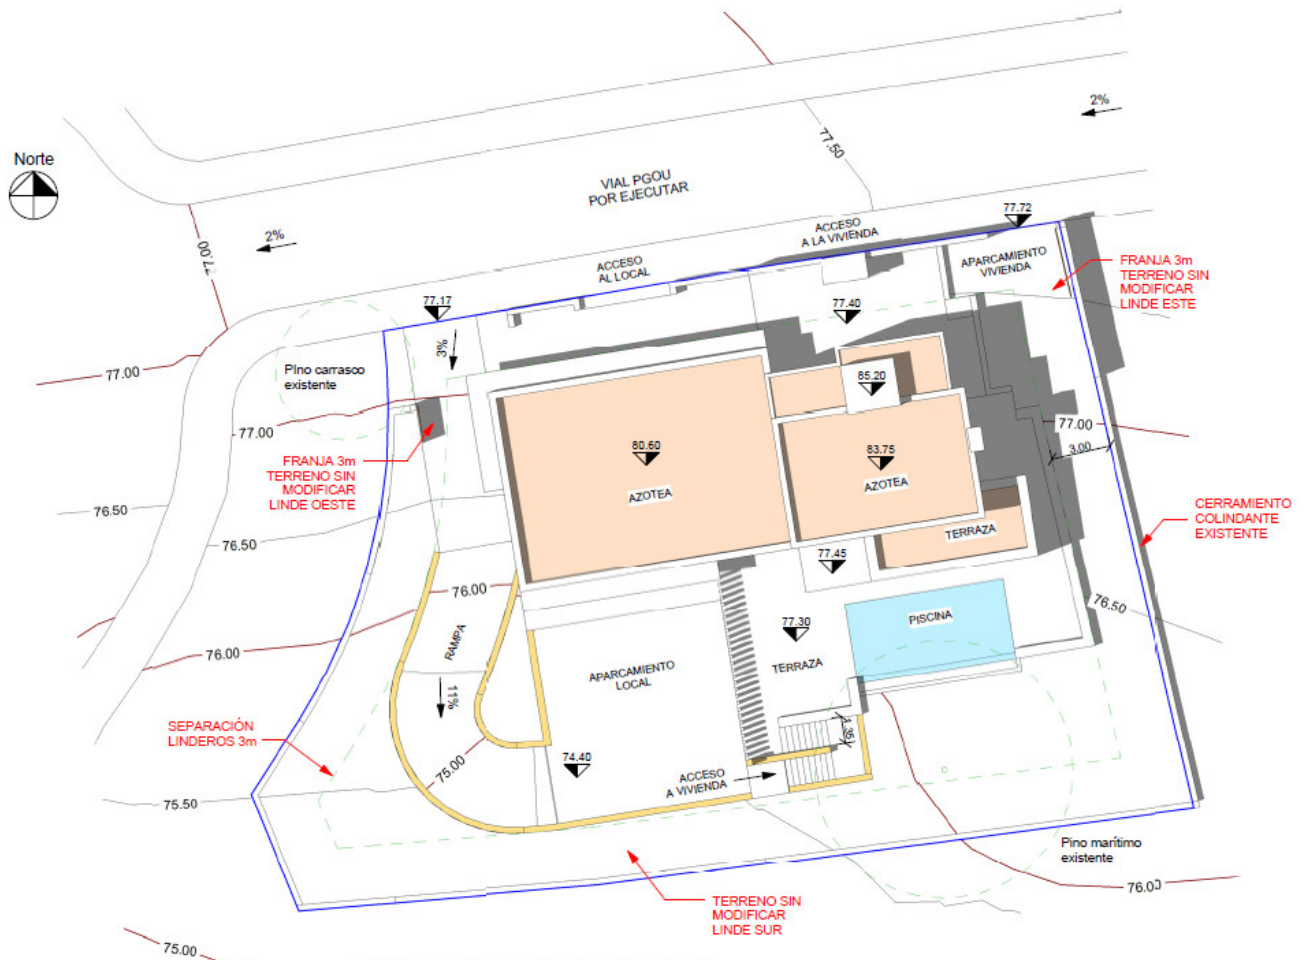 2%
77.50
Norte
VIAL PGOU
POR EJECUTAR
77.72
ACCESO
A LA VIVIENDA
2%
77.00
ACCESO
AL LOCAL
APARCAMIENTO
VIVIENDA
FRANJA 3m
TERRENO SIN
MODIFICAR
LINDE ESTE
77.17
77.40
3%
77.00
Pino carrasco
existente
85.20
77.00
77.00
3,00
80.60
83.75
FRANJA 3m
TERRENO SIN
MODIFICAR
LINDE OESTE
AZOTEA
AZOTEA
CERRAMIENTO
COLINDANTE
EXISTENTE
76.50
TERRAZA
76.50
77.45
76.00
76.50
PISCINA
77.30
RAMPA
76.00
TERRAZA
APARCAMIENTO
LOCAL
11%
SEPARACIÓN
LINDEROS 3m
1,35
75.00
74.40
ACCESO
A VIVIENDA
75.50
Pino marítimo
existente
76.00
TERRENO SIN
MODIFICAR
LINDE SUR
75.00